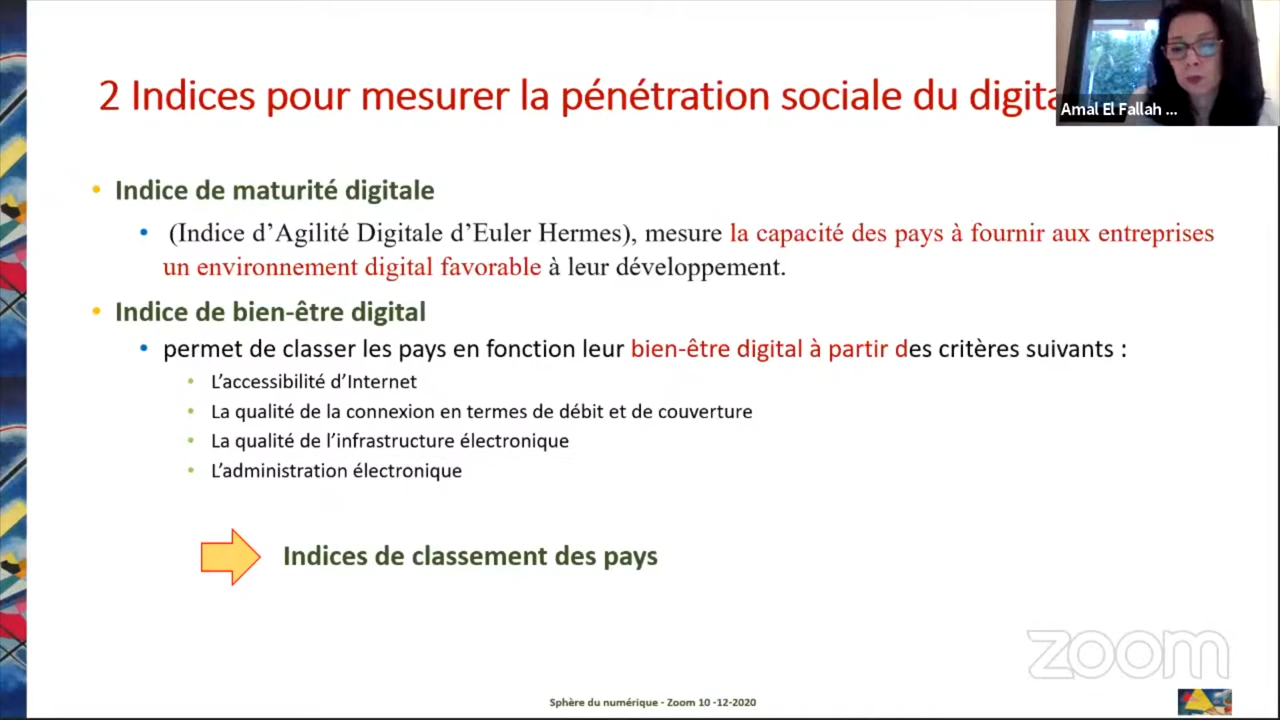 2 Indices pour mesurer la pénétration sociale du digita
Amal El Fallah ...
• Indice de maturité digitale
• (Indice d’Agilité Digitale d’Euler Hermes), mesure la capacité des pays à fournir aux entreprises
un environnement digital favorable à leur développement.
• Indice de bien-être digital
• permet de classer les pays en fonction leur bien-être digital à partir des critères suivants :
• L’accessibilité d’Internet
• La qualité de la connexion en termes de débit et de couverture
• La qualité de l’infrastructure électronique
• L’administration électronique
Indices de classement des pays
zoom
Sphère du numérique - Zoom 10 -12-2020